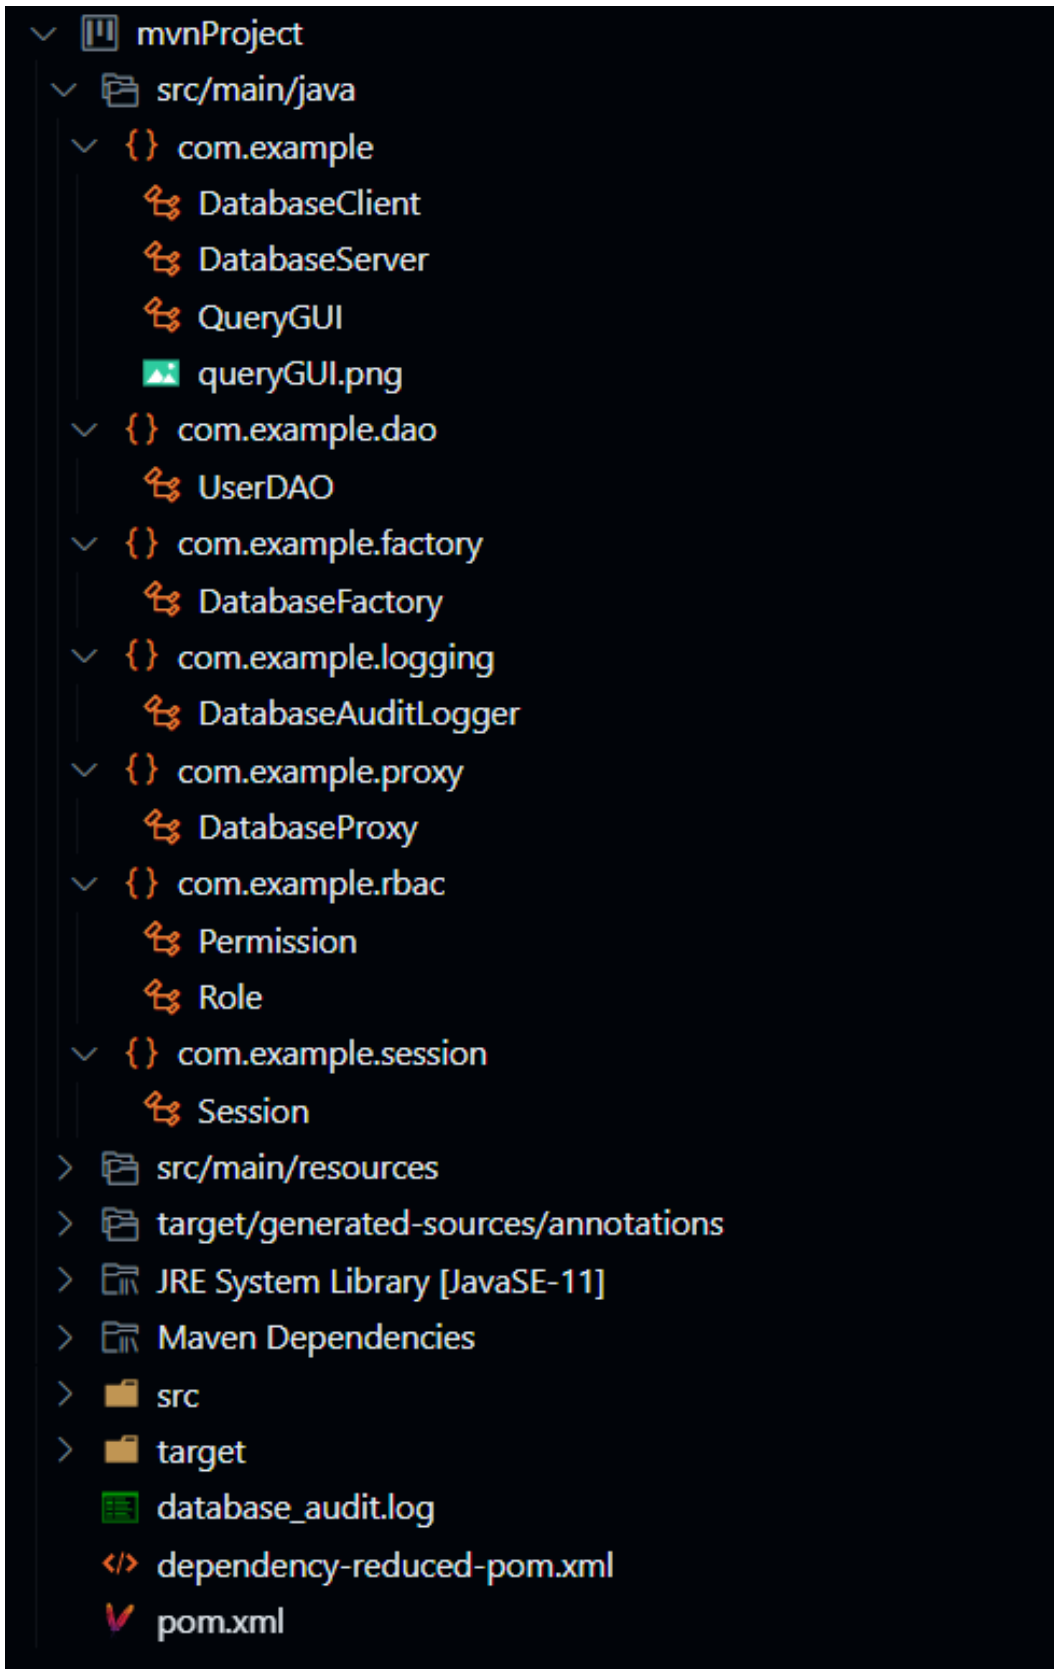 mvnProject
src/main/java
{} com.example
DatabaseClient
DatabaseServer
QueryGUI
queryGUI.png
{} com.example.dao
UserDAO
{} com.example.factory
DatabaseFactory
{} com.example.logging
DatabaseAuditLogger
{} com.example.proxy
DatabaseProxy
{} com.example.rbac
Permission
Role
{} com.example.session
Session
src/main/resources
target/generated-sources/annotations
JRE System Library [JavaSE-11]
Maven Dependencies
src
target
database_audit.log
dependency-reduced-pom.xml
pom.xml